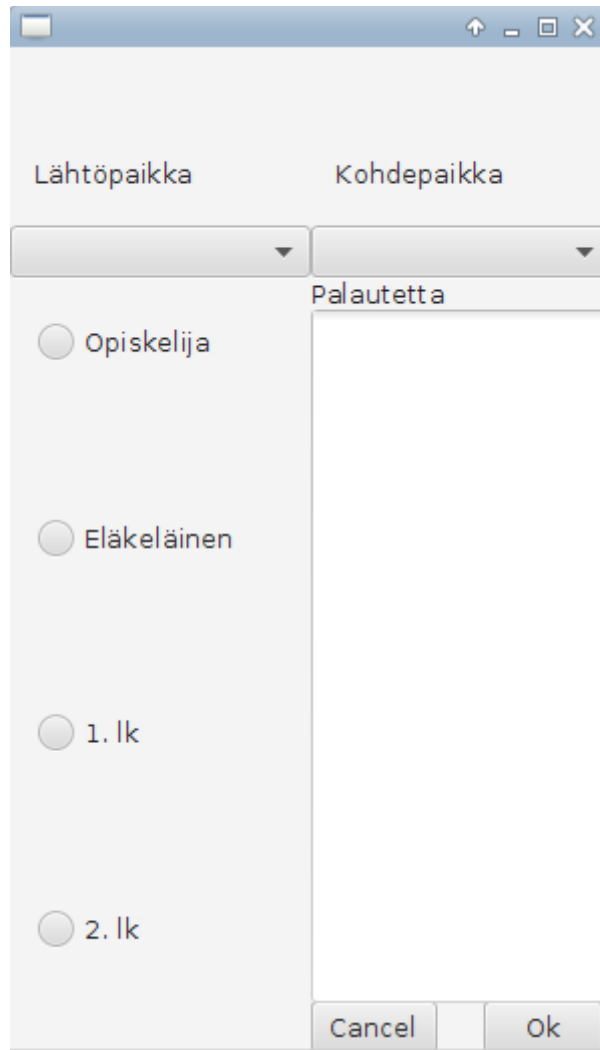 Lähtöpaikka
Kohdepaikka
Palautetta
Opiskelija
Eläkeläinen
1. lk
2. lk
Cancel
Ok